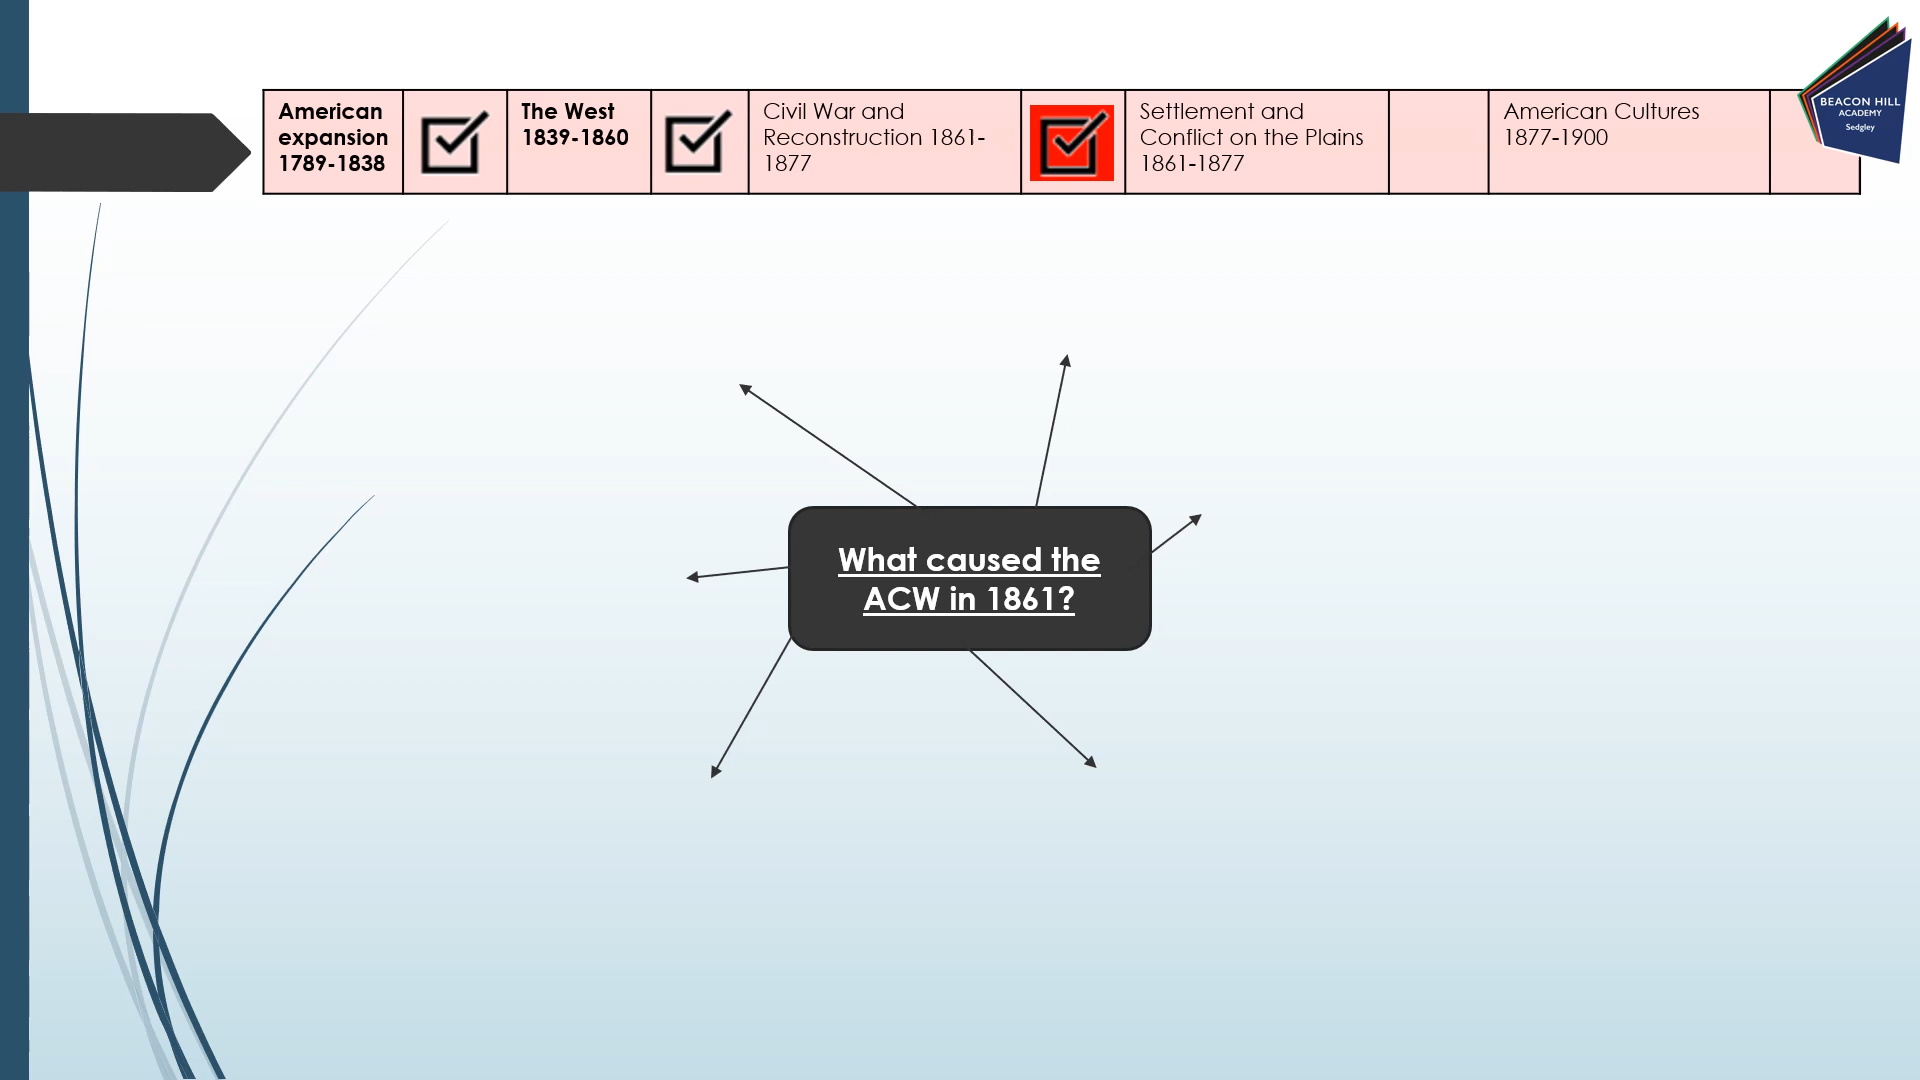 American
expansion
1789-1838
The West
1839-1860
Civil War and
Reconstruction 1861-
1877
Settlement and
Conflict on the Plains
1861-1877
American Cultures
1877-1900
BEACON HILL
ACADEMY
Sedgley
What caused the
ACW in 1861?